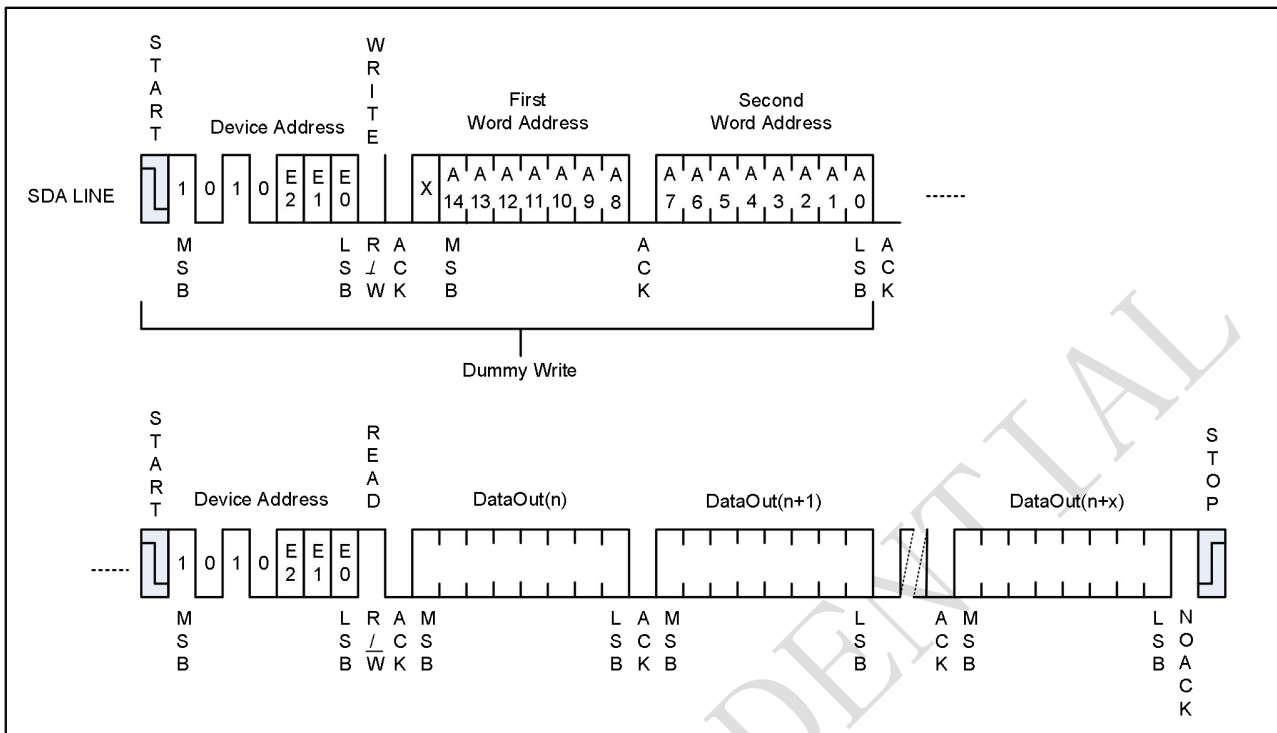 START
WRITE
Device Address
First
Word Address
Second
Word Address
SDA LINE
1 0 1 0 E2 E1 E0
X A14 A13 A12 A11 A10 A9 A8
A7 A6 A5 A4 A3 A2 A1 A0
MSB
LSB
R/W
ACK
MSB
ACK
LSB
ACK
Dummy Write
START
READ
STOP
Device Address
DataOut(n)
DataOut(n+1)
DataOut(n+x)
1 0 1 0 E2 E1 E0
MSB
LSB
R/W
ACK
MSB
LSB
ACK
MSB
LSB
ACK
MSB
LSB
NOACK
DENTIAL